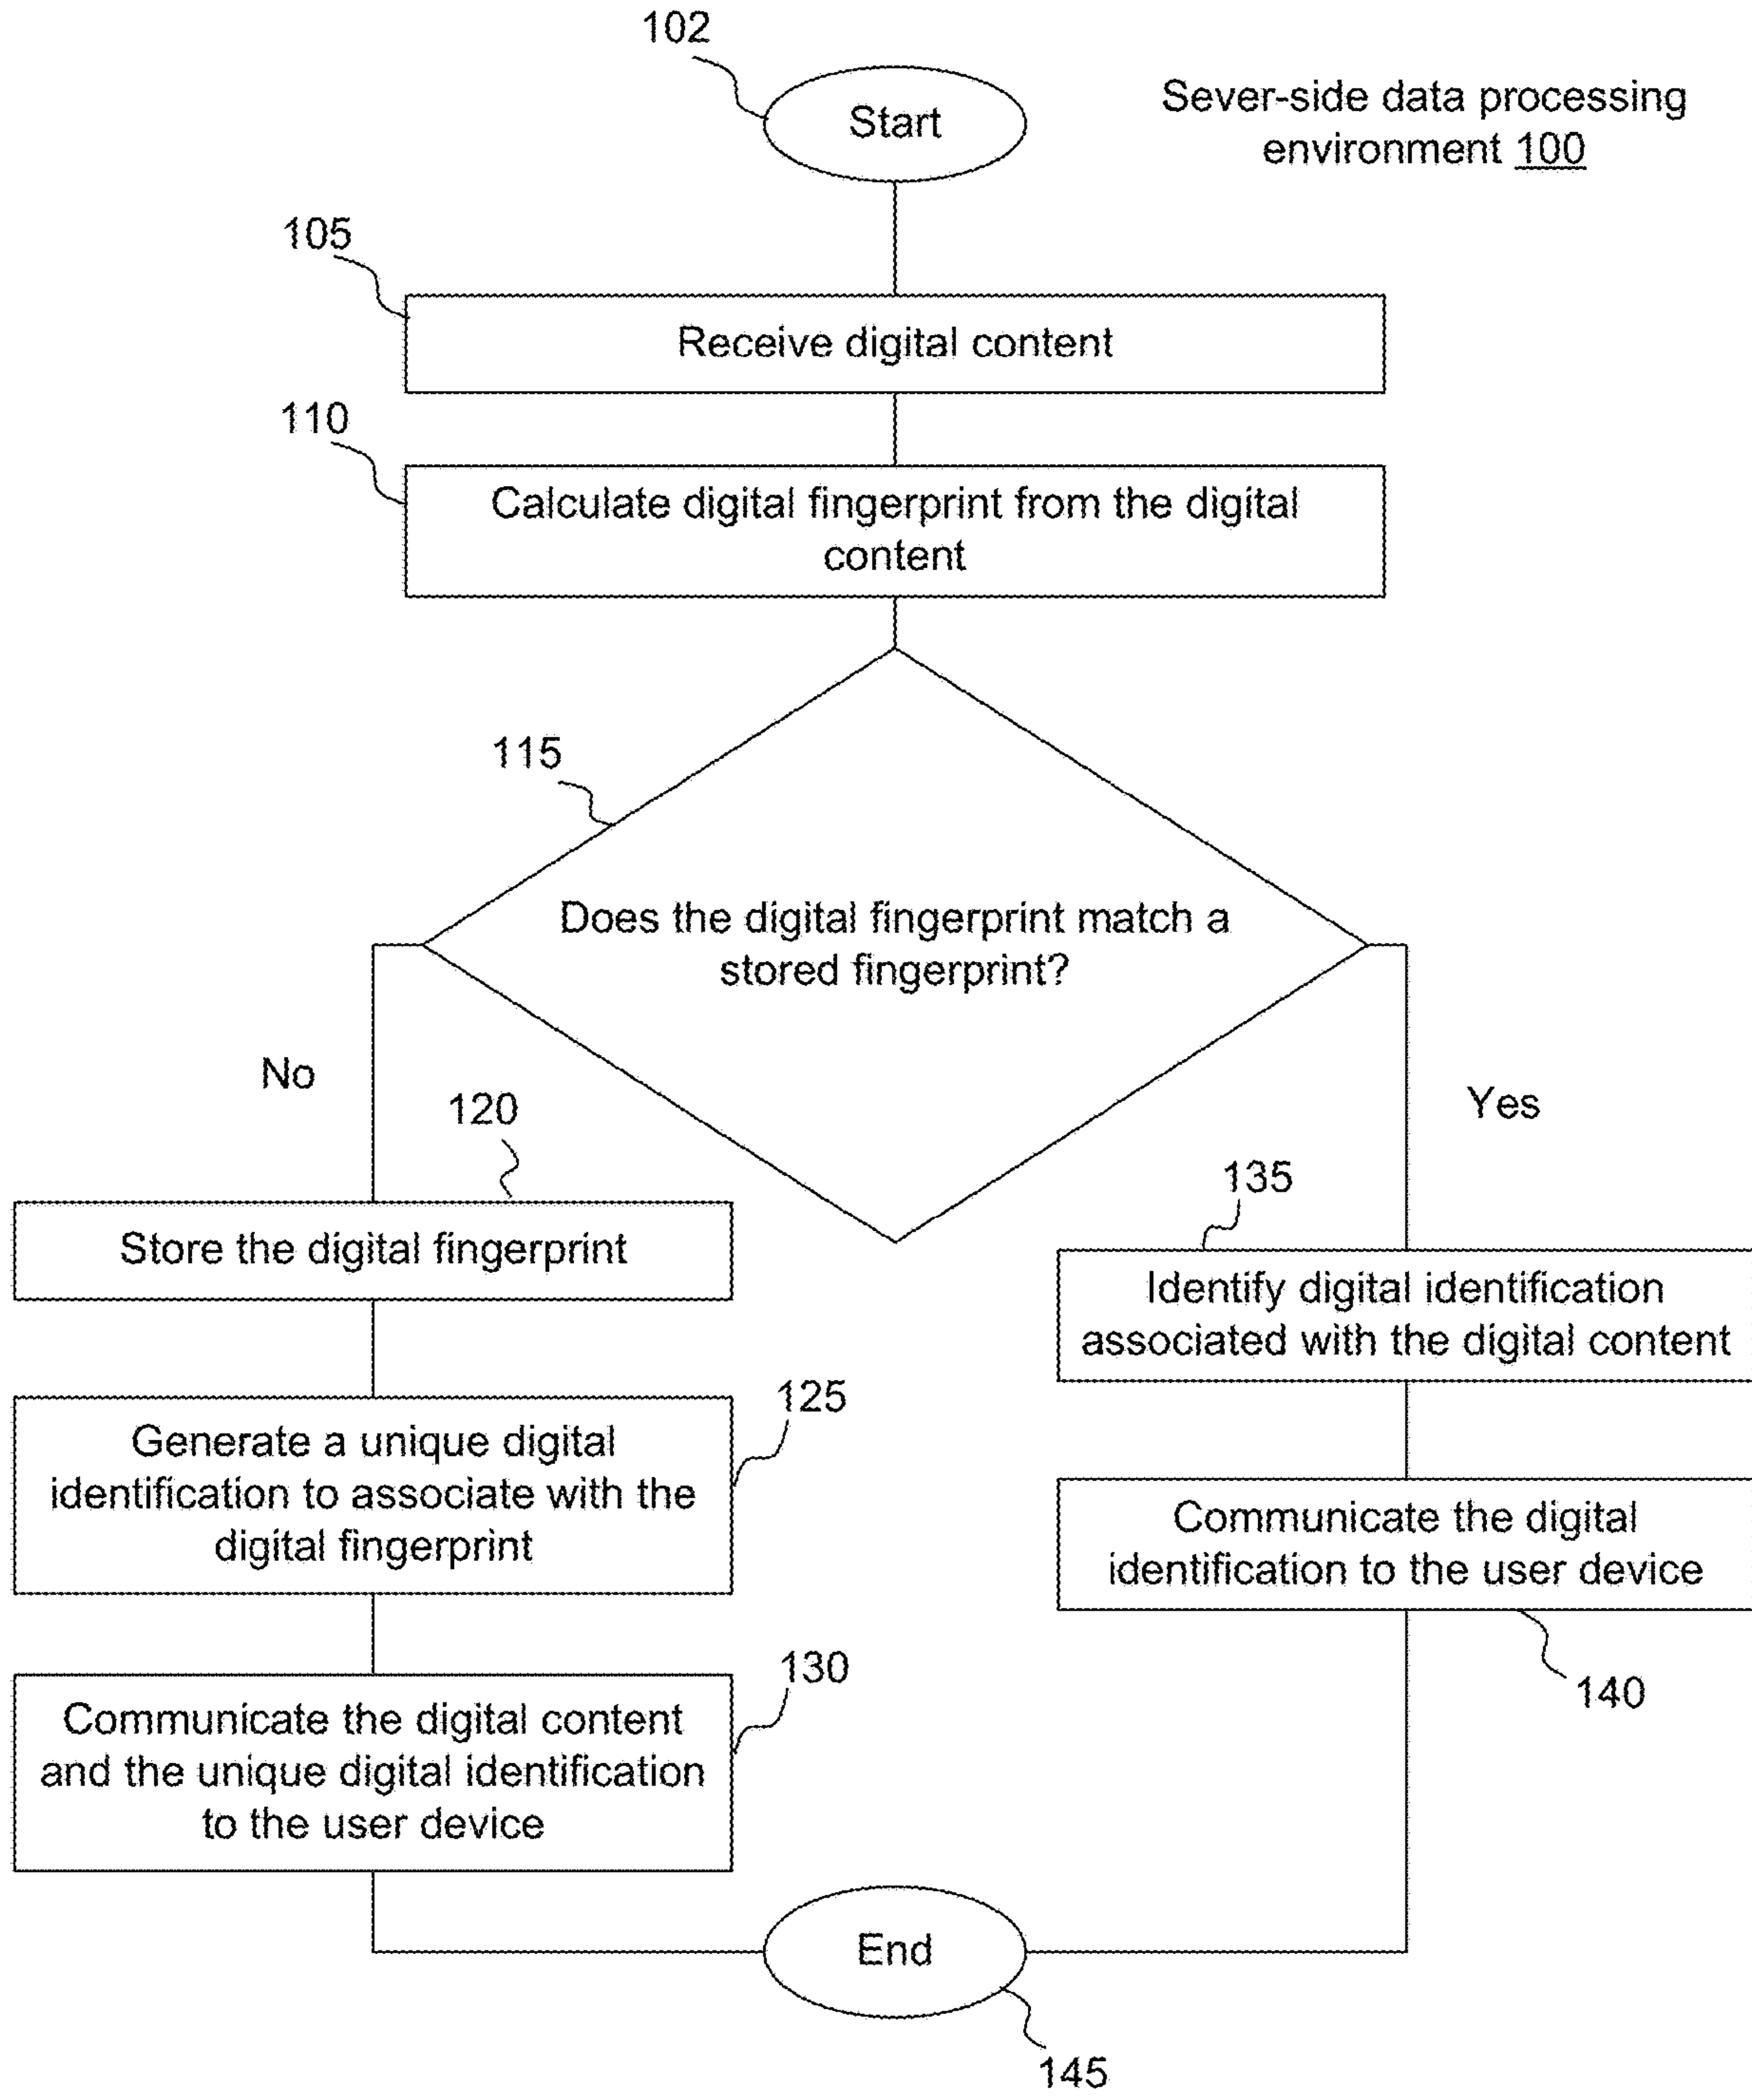 102
Start
Sever-side data processing
environment 100
105
Receive digital content
110
Calculate digital fingerprint from the digital
content
115
Does the digital fingerprint match a
stored fingerprint?
No
Yes
120
Store the digital fingerprint
135
Identify digital identification
associated with the digital content
125
Generate a unique digital
identification to associate with the
digital fingerprint
Communicate the digital
identification to the user device
130
Communicate the digital content
and the unique digital identification
to the user device
140
End
145